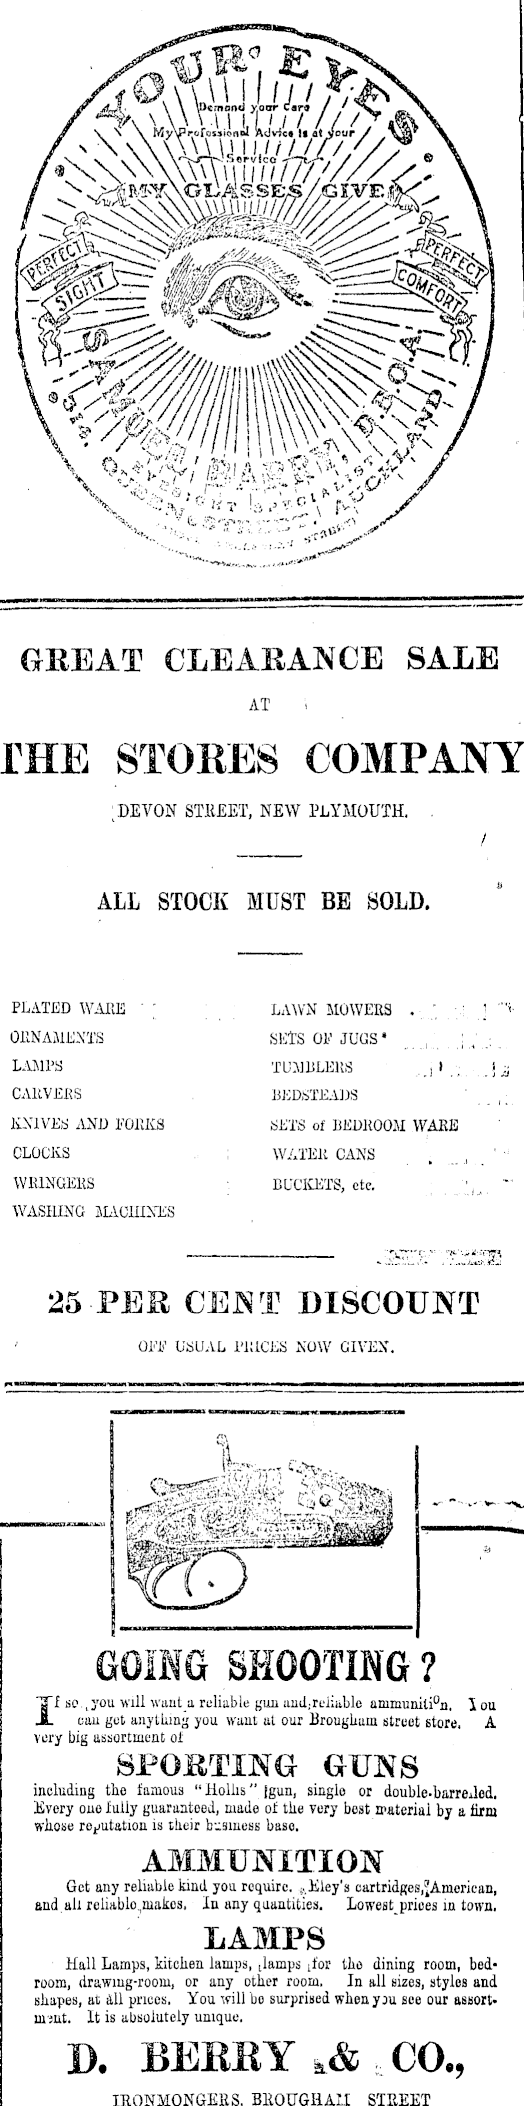 YOUR EYES
Demand your Care
My Professional Advice is at your
Service
MY GLASSES GIVE
PERFECT
SIGHT
PERFECT
COMFORT
SAMUEL BARRY, D.B.O.A.
EYESIGHT SPECIALIST
QUEEN STREET, AUCKLAND
GREAT CLEARANCE SALE
AT
THE STORES COMPANY
DEVON STREET, NEW PLYMOUTH.
ALL STOCK MUST BE SOLD.
PLATED WARE
ORNAMENTS
LAMPS
CARVERS
KNIVES AND FORKS
CLOCKS
WRINGERS
WASHING MACHINES
LAWN MOWERS
SETS OF JUGS
TUMBLERS
BEDSTEADS
SETS of BEDROOM WARE
WATER CANS
BUCKETS, etc.
25 PER CENT DISCOUNT
OFF USUAL PRICES NOW GIVEN.
GOING SHOOTING?
If so, you will want a reliable gun and reliable ammunition. You
can get anything you want at our Brougham street store. A
very big assortment of
SPORTING GUNS
including the famous "Hollis" gun, single or double-barrelled.
Every one fully guaranteed, made of the very best material by a firm
whose reputation is their business base.
AMMUNITION
Get any reliable kind you require. Eley's cartridges, American,
and all reliable makes. In any quantities. Lowest prices in town.
LAMPS
Hall Lamps, kitchen lamps, lamps for the dining room, bed-
room, drawing-room, or any other room. In all sizes, styles and
shapes, at all prices. You will be surprised when you see our assort-
ment. It is absolutely unique.
D. BERRY & CO.,
IRONMONGERS, BROUGHAM STREET